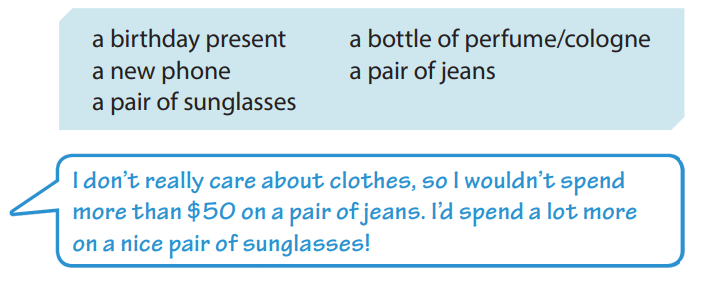 a birthday present
a new phone
a pair of sunglasses
a bottle of perfume/cologne
a pair of jeans
I don't really care about clothes, so I wouldn't spend
more than $50 on a pair of jeans. I'd spend a lot more
on a nice pair of sunglasses!